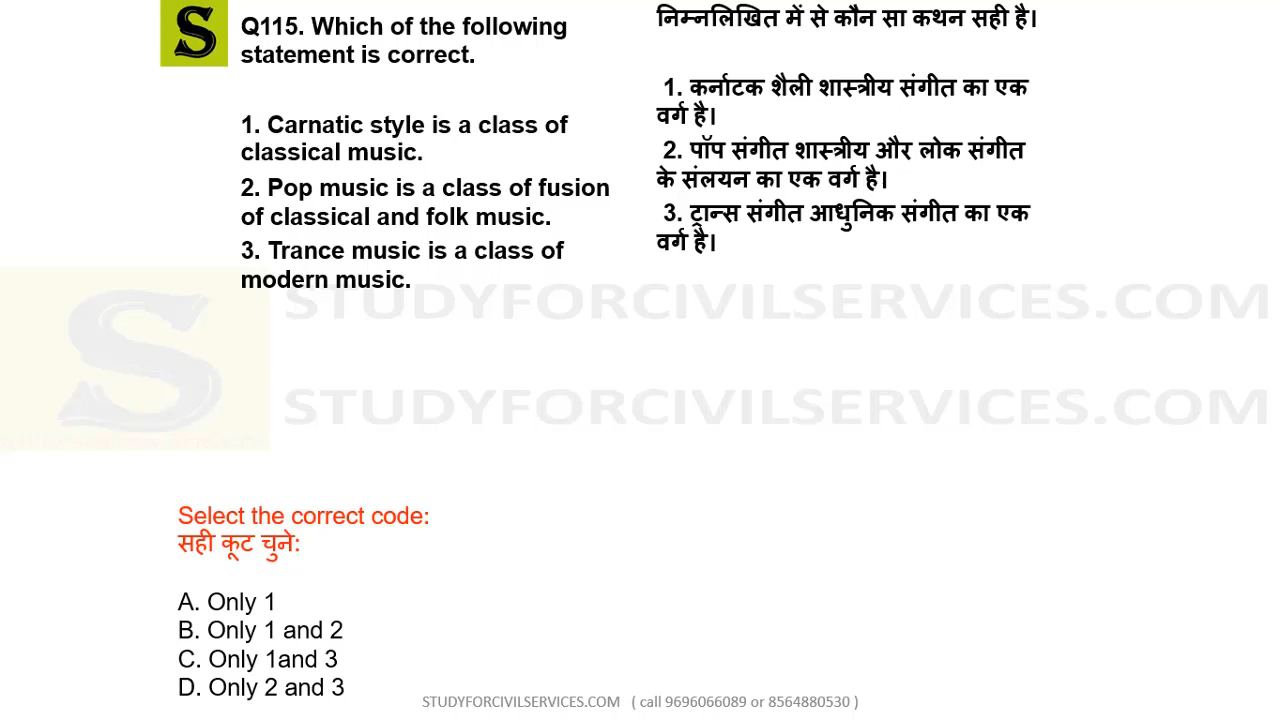 S
Q115. Which of the following
statement is correct.
1. Carnatic style is a class of
classical music.
2. Pop music is a class of fusion
of classical and folk music.
3. Trance music is a class of
modern music.
निम्नलिखित में से कौन सा कथन सही है।
1. कर्नाटक शैली शास्त्रीय संगीत का एक
वर्ग है।
2. पॉप संगीत शास्त्रीय और लोक संगीत
के संलयन का एक वर्ग है।
3. ट्रान्स संगीत आधुनिक संगीत का एक
वर्ग है।
S
STUDYFORCIVILSERVICES.COM
STUDYFORCIVILSERVICES.COM
Select the correct code:
सही कूट चुने:
A. Only 1
B. Only 1 and 2
C. Only 1and 3
D. Only 2 and 3
STUDYFORCIVILSERVICES.COM ( call 9696066089 or 8564880530 )